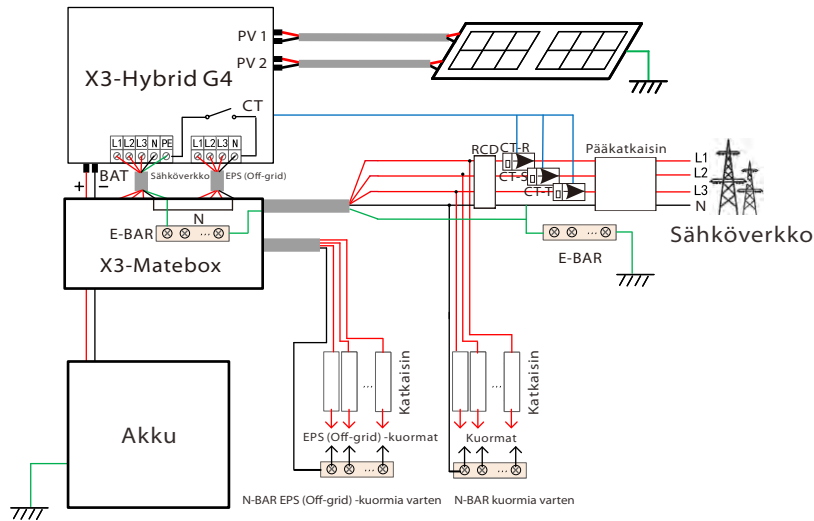 PV 1
PV 2
X3-Hybrid G4
CT
L1 L2 L3 N PE
L1 L2 L3 N
BAT
Sähköverkko
EPS (Off-grid)
+
−
N
E-BAR
...
X3-Matebox
RCD
CT-R
CT-S
CT-T
Pääkatkaisin
L1
L2
L3
N
Sähköverkko
...
E-BAR
Akku
...
Katkaisin
...
Katkaisin
EPS (Off-grid) -kuormat
Kuormat
...
...
N-BAR EPS (Off-grid) -kuormia varten
N-BAR kuormia varten